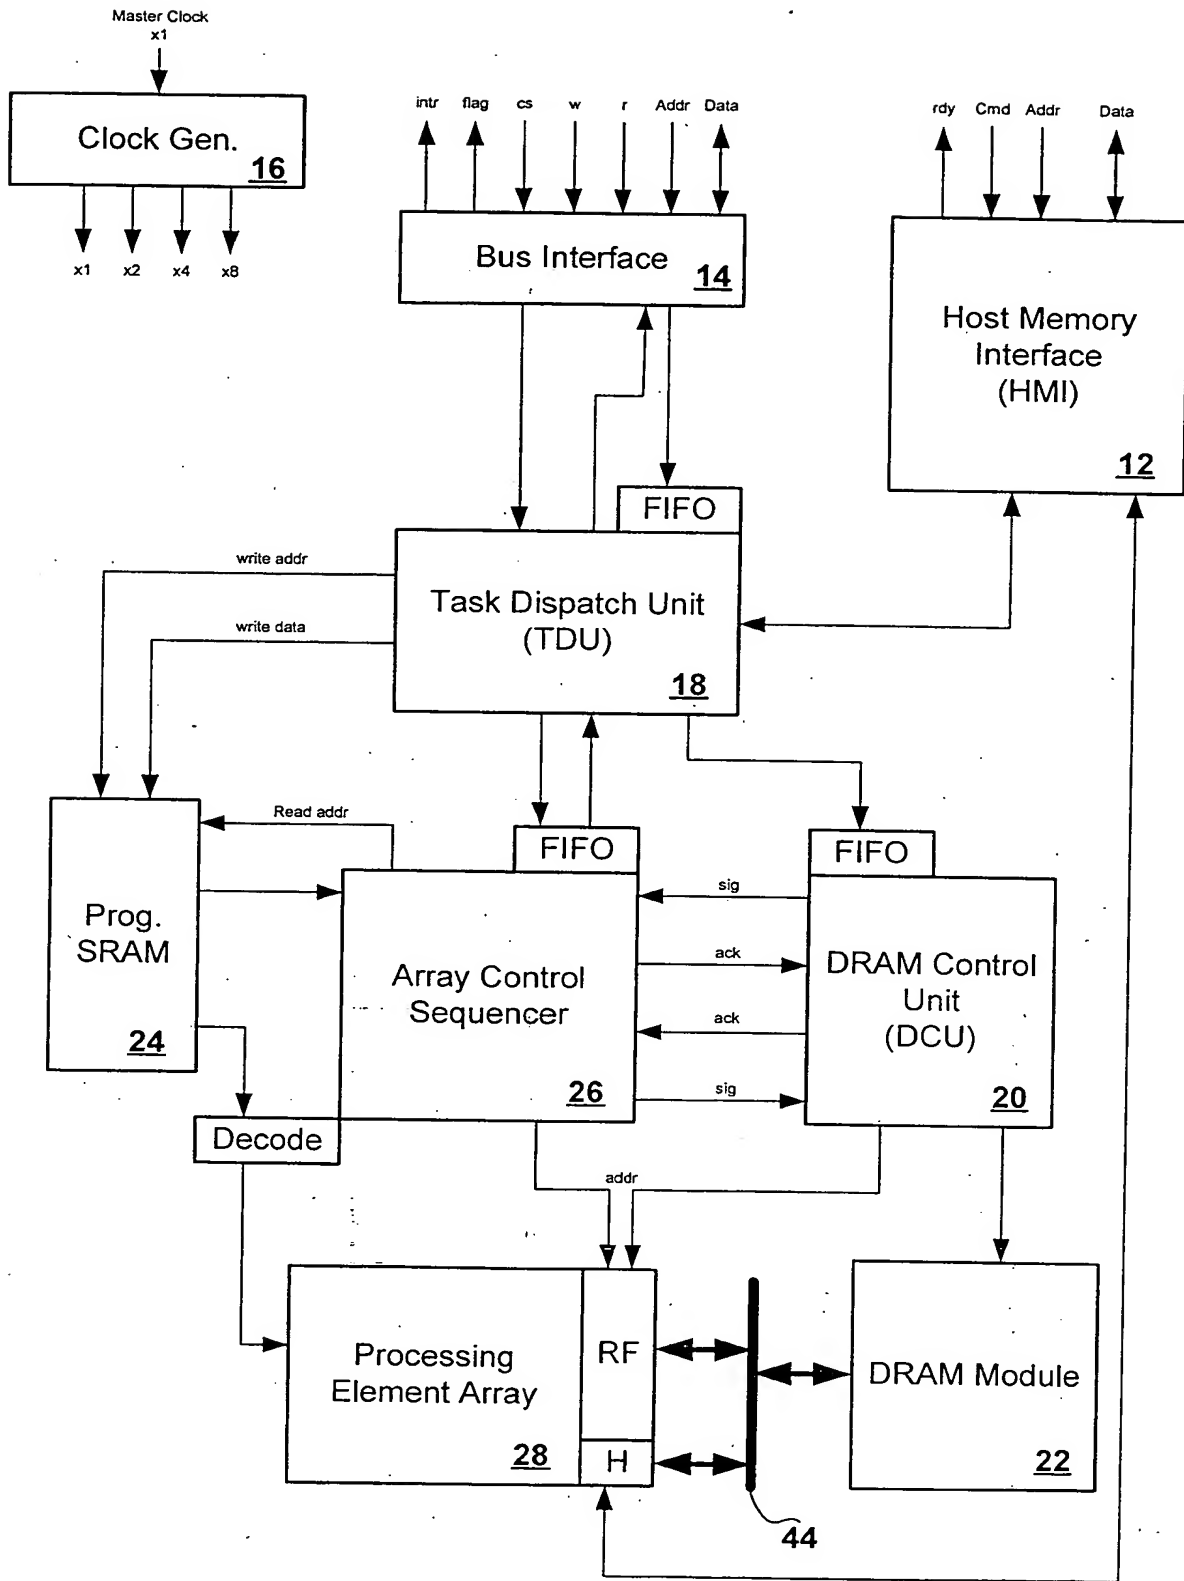 Master Clock
x1
Clock Gen.
16
x1 x2 x4 x8
intr flag cs w r Addr Data
Bus Interface
14
rdy Cmd Addr Data
Host Memory
Interface
(HMI)
12
FIFO
Task Dispatch Unit
(TDU)
18
write addr
write data
Read addr
Prog.
SRAM
24
FIFO
Array Control
Sequencer
26
sig
ack
ack
sig
FIFO
DRAM Control
Unit
(DCU)
20
Decode
addr
Processing
Element Array
28
RF
H
44
DRAM Module
22